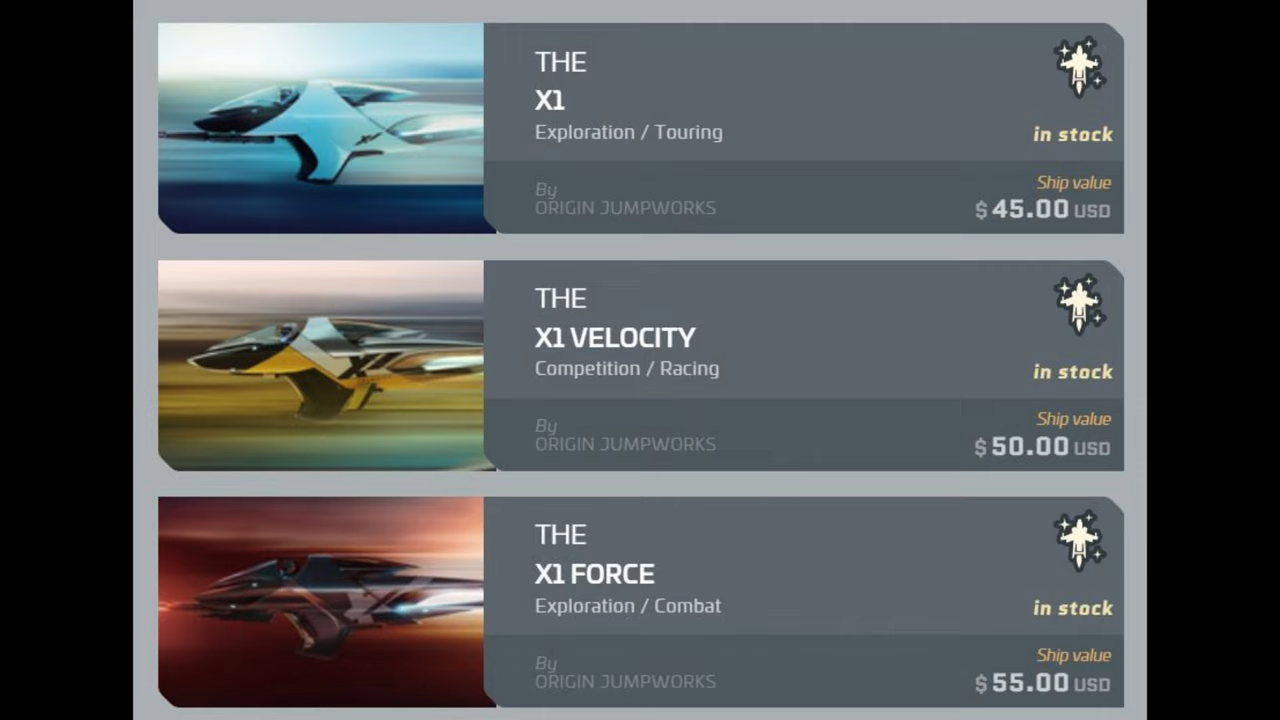 THE
X1
Exploration / Touring
in stock
By
ORIGIN JUMPWORKS
Ship value
$ 45.00 USD
THE
X1 VELOCITY
Competition / Racing
in stock
By
ORIGIN JUMPWORKS
Ship value
$ 50.00 USD
THE
X1 FORCE
Exploration / Combat
in stock
By
ORIGIN JUMPWORKS
Ship value
$ 55.00 USD